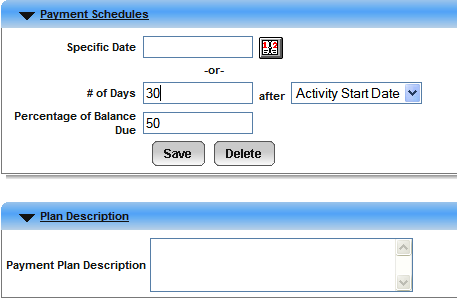 Payment Schedules
Specific Date
-or-
# of Days 30 after Activity Start Date
Percentage of Balance
Due 50
Save Delete
Plan Description
Payment Plan Description